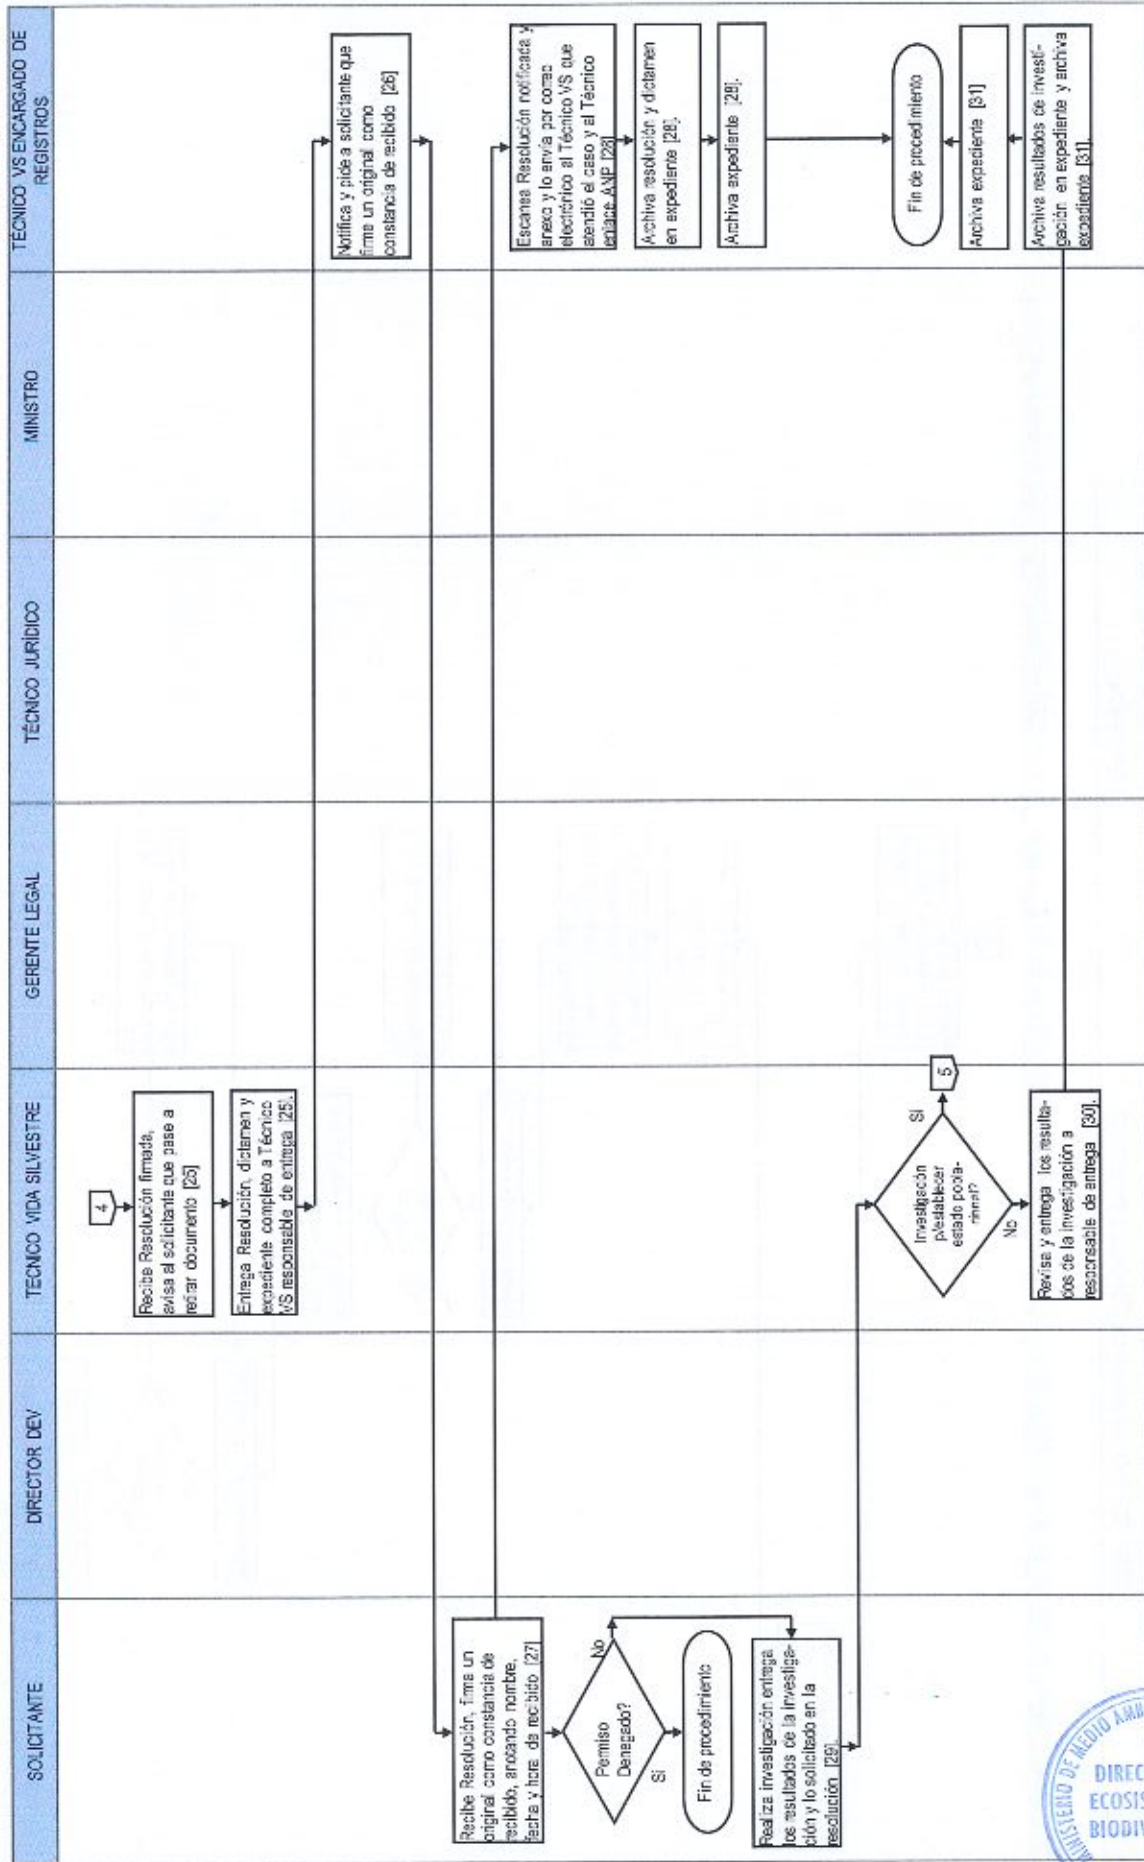 SOLICITANTE
DIRECTOR DEV
TECNICO VIDA SILVESTRE
GERENTE LEGAL
TÉCNICO JURÍDICO
MINISTRO
TÉCNICO VS ENCARGADO DE
REGISTROS
4
Recibe Resolución firmada,
avisa al solicitante que pase a
retirar documento [25]
Entrega Resolución, dictamen y
expediente completo a Técnico
VS responsable de entrega [25].
Notifica y pide a solicitante que
firme un original como
constancia de recibido [26]
Recibe Resolución, firma un
original como constancia de
recibido, anotando nombre,
fecha y hora de recibido [27]
Escanea Resolución notificada y
anexo y lo envía por correo
electrónico al Técnico VS que
atendió el caso y al Técnico
enlace ANP [28]
Archiva resolución y dictamen
en expediente [28].
Archiva expediente [28].
Permiso
Denegado?
No
Si
Fin de procedimiento
Realiza investigación entrega
los resultados de la investiga-
ción y lo solicitado en la
resolución [29].
Investigación
p/establecer
estado pobla-
cional?
Si
5
No
Revisa y entrega los resulta-
dos de la investigación a
responsable de entrega [30].
Fin de procedimiento
Archiva expediente [31]
Archiva resultados de investi-
gación en expediente y archiva
expediente [31].
MINISTERIO DE MEDIO
DIREC
ECOSIS
BIODIV